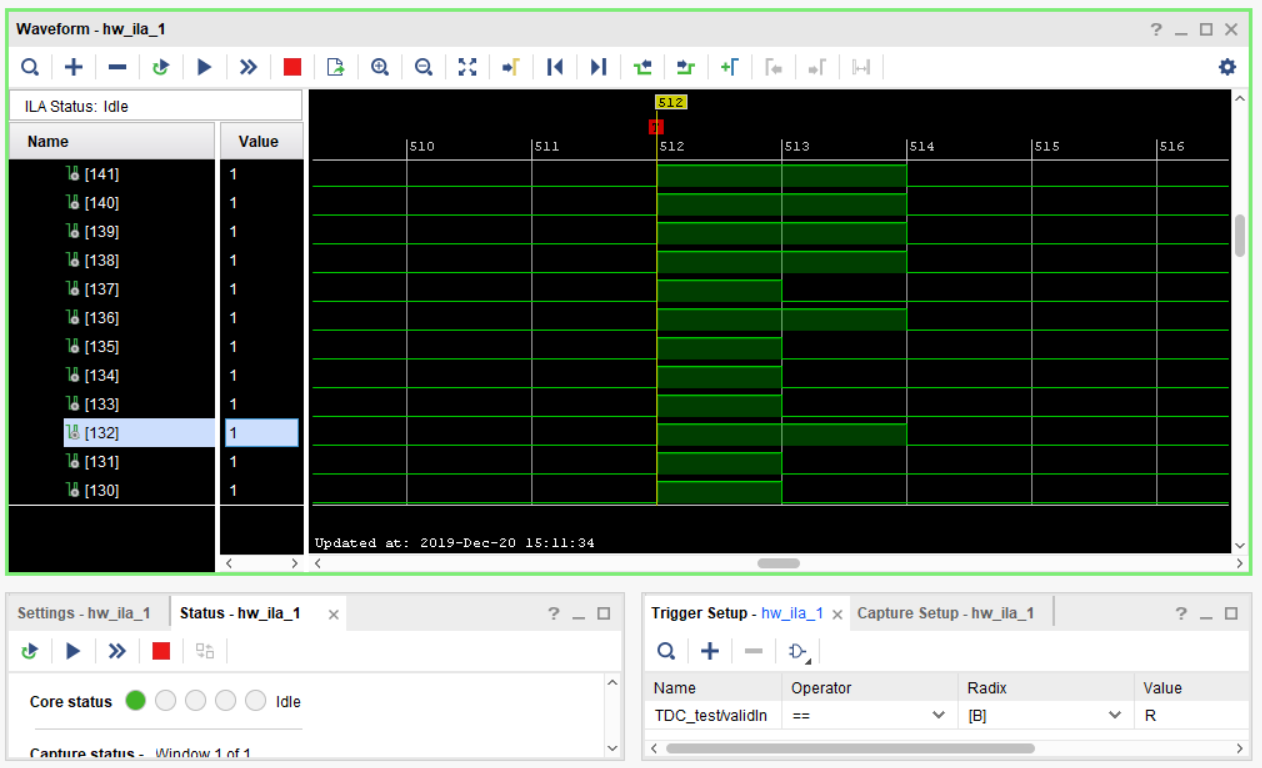 Waveform - hw_ila_1
ILA Status: Idle
512
Name Value
510 511 512 513 514 515 516
[141] 1
[140] 1
[139] 1
[138] 1
[137] 1
[136] 1
[135] 1
[134] 1
[133] 1
[132] 1
[131] 1
[130] 1
Updated at: 2019-Dec-20 15:11:34
Settings - hw_ila_1 Status - hw_ila_1
Core status Idle
Capture status - Window 1 of 1
Trigger Setup - hw_ila_1 Capture Setup - hw_ila_1
Name Operator Radix Value
TDC_test/validIn == [B] R